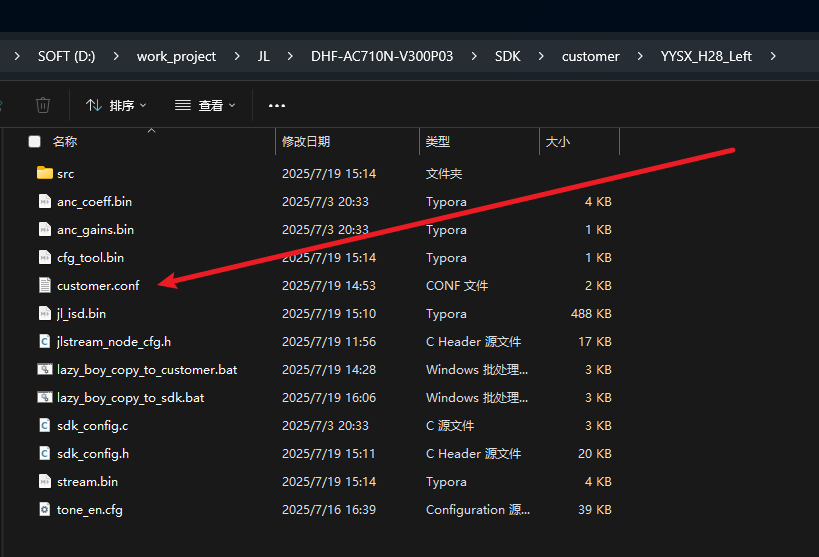 SOFT (D:) > work_project > JL > DHF-AC710N-V300P03 > SDK > customer > YYSX_H28_Left >
排序 查看 ...
名称 修改日期 类型 大小
src 2025/7/19 15:14 文件夹
anc_coeff.bin 2025/7/3 20:33 Typora 4 KB
anc_gains.bin 2025/7/3 20:33 Typora 1 KB
cfg_tool.bin 2025/7/19 15:14 Typora 1 KB
customer.conf 2025/7/19 14:53 CONF 文件 2 KB
jl_isd.bin 2025/7/19 15:10 Typora 488 KB
jlstream_node_cfg.h 2025/7/19 11:56 C Header 源文件 17 KB
lazy_boy_copy_to_customer.bat 2025/7/19 14:28 Windows 批处理... 3 KB
lazy_boy_copy_to_sdk.bat 2025/7/19 16:06 Windows 批处理... 3 KB
sdk_config.c 2025/7/3 20:33 C 源文件 3 KB
sdk_config.h 2025/7/19 15:11 C Header 源文件 20 KB
stream.bin 2025/7/19 15:14 Typora 4 KB
tone_en.cfg 2025/7/16 16:39 Configuration 源... 39 KB